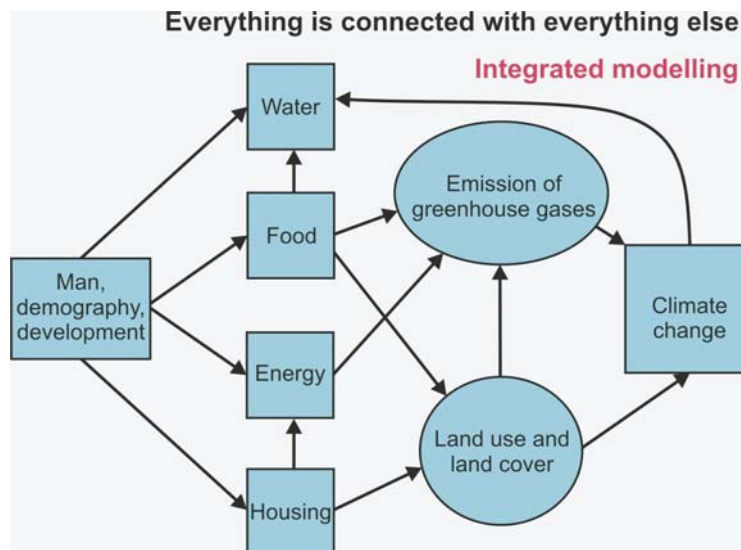 Everything is connected with everything else
Integrated modelling
Water
Emission of
greenhouse gases
Food
Man,
demography,
development
Climate
change
Energy
Land use and
land cover
Housing